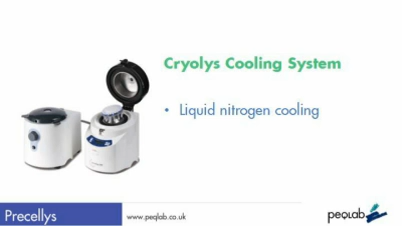 Cryolys Cooling System
• Liquid nitrogen cooling
Precellys
www.peqlab.co.uk
peqlab